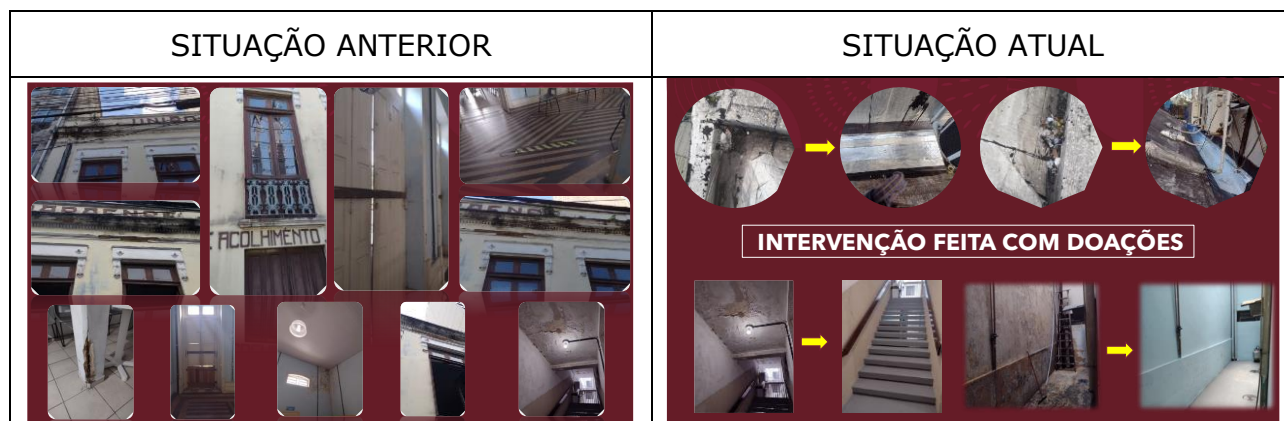 SITUAÇÃO ANTERIOR
SITUAÇÃO ATUAL
ACOLHIMENTO
INTERVENÇÃO FEITA COM DOAÇÕES